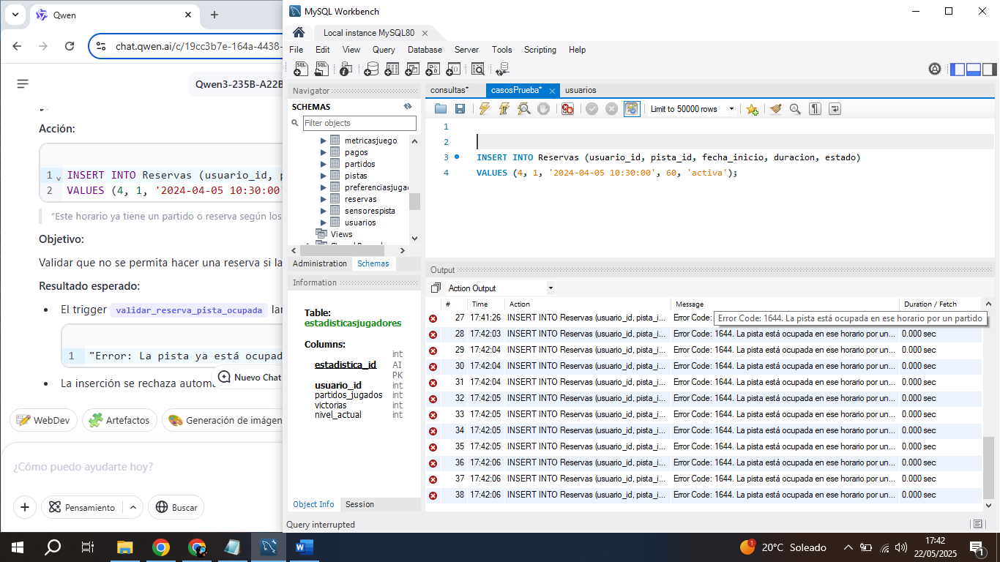 Qwen
chat.qwen.ai/c/19cc3b7e-164a-4438-
Qwen3-235B-A22B
Acción:
1 INSERT INTO Reservas (usuario_id, p
2 VALUES (4, 1, '2024-04-05 10:30:00'
"Este horario ya tiene un partido o reserva según los
Objetivo:
Validar que no se permita hacer una reserva si la
Resultado esperado:
El trigger validar_reserva_pista_ocupada lan
1 "Error: La pista ya está ocupad
La inserción se rechaza automá
Nuevo Chat
WebDev
Artefactos
Generación de imágen
¿Cómo puedo ayudarte hoy?
Pensamiento
Buscar
MySQL Workbench
Local instance MySQL80
File Edit View Query Database Server Tools Scripting Help
Navigator
SCHEMAS
Filter objects
metricasjuego
pagos
partidos
pistas
preferenciasjuga
reservas
sensorespista
usuarios
Views
Administration Schemas
Information
Table:
estadisticasjugadores
Columns:
int
estadistica_id AI
PK
usuario_id int
partidos_jugados int
victorias int
nivel_actual int
Object Info Session
Query interrupted
consultas* casosPrueba* usuarios
Limit to 50000 rows
1
2
3 INSERT INTO Reservas (usuario_id, pista_id, fecha_inicio, duracion, estado)
4 VALUES (4, 1, '2024-04-05 10:30:00', 60, 'activa');
Output
Action Output
# Time Action Message Duration / Fetch
27 17:41:26 INSERT INTO Reservas (usuario_id, pista_i... Error Code:
Error Code: 1644. La pista está ocupada en ese horario por un partido
28 17:42:03 INSERT INTO Reservas (usuario_id, pista_i... Error Code: 1644. La pista está ocupada en ese horario por un... 0.000 sec
29 17:42:04 INSERT INTO Reservas (usuario_id, pista_i... Error Code: 1644. La pista está ocupada en ese horario por un... 0.000 sec
30 17:42:04 INSERT INTO Reservas (usuario_id, pista_i... Error Code: 1644. La pista está ocupada en ese horario por un... 0.000 sec
31 17:42:04 INSERT INTO Reservas (usuario_id, pista_i... Error Code: 1644. La pista está ocupada en ese horario por un... 0.000 sec
32 17:42:05 INSERT INTO Reservas (usuario_id, pista_i... Error Code: 1644. La pista está ocupada en ese horario por un... 0.000 sec
33 17:42:05 INSERT INTO Reservas (usuario_id, pista_i... Error Code: 1644. La pista está ocupada en ese horario por un... 0.000 sec
34 17:42:05 INSERT INTO Reservas (usuario_id, pista_i... Error Code: 1644. La pista está ocupada en ese horario por un... 0.000 sec
35 17:42:05 INSERT INTO Reservas (usuario_id, pista_i... Error Code: 1644. La pista está ocupada en ese horario por un... 0.000 sec
36 17:42:06 INSERT INTO Reservas (usuario_id, pista_i... Error Code: 1644. La pista está ocupada en ese horario por un... 0.000 sec
37 17:42:06 INSERT INTO Reservas (usuario_id, pista_i... Error Code: 1644. La pista está ocupada en ese horario por un... 0.000 sec
38 17:42:06 INSERT INTO Reservas (usuario_id, pista_i... Error Code: 1644. La pista está ocupada en ese horario por un... 0.000 sec
1
20°C Soleado
17:42
22/05/2025
1